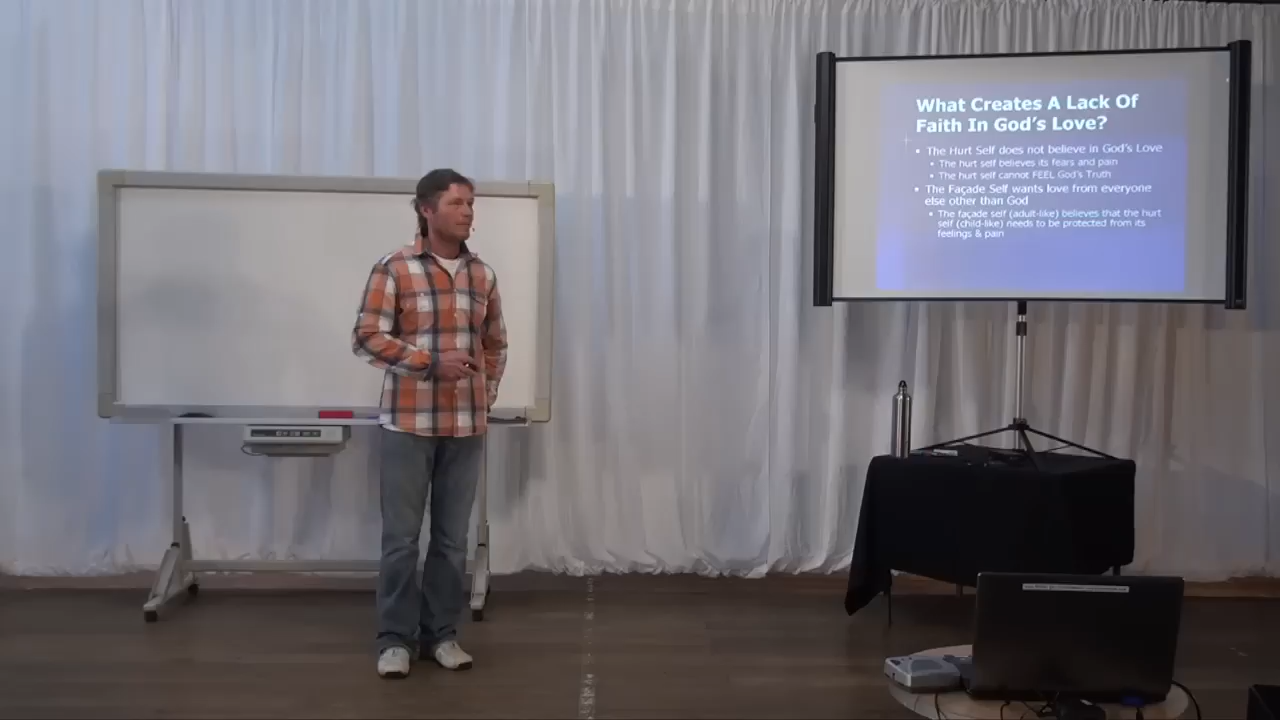 What Creates A Lack Of
Faith In God's Love?
• The Hurt Self does not believe in God's Love
• The hurt self believes its fears and pain
• The hurt self cannot FEEL God's Truth
• The Façade Self wants love from everyone
else other than God
• The façade self (adult-like) believes that the hurt
self (child-like) needs to be protected from its
feelings & pain